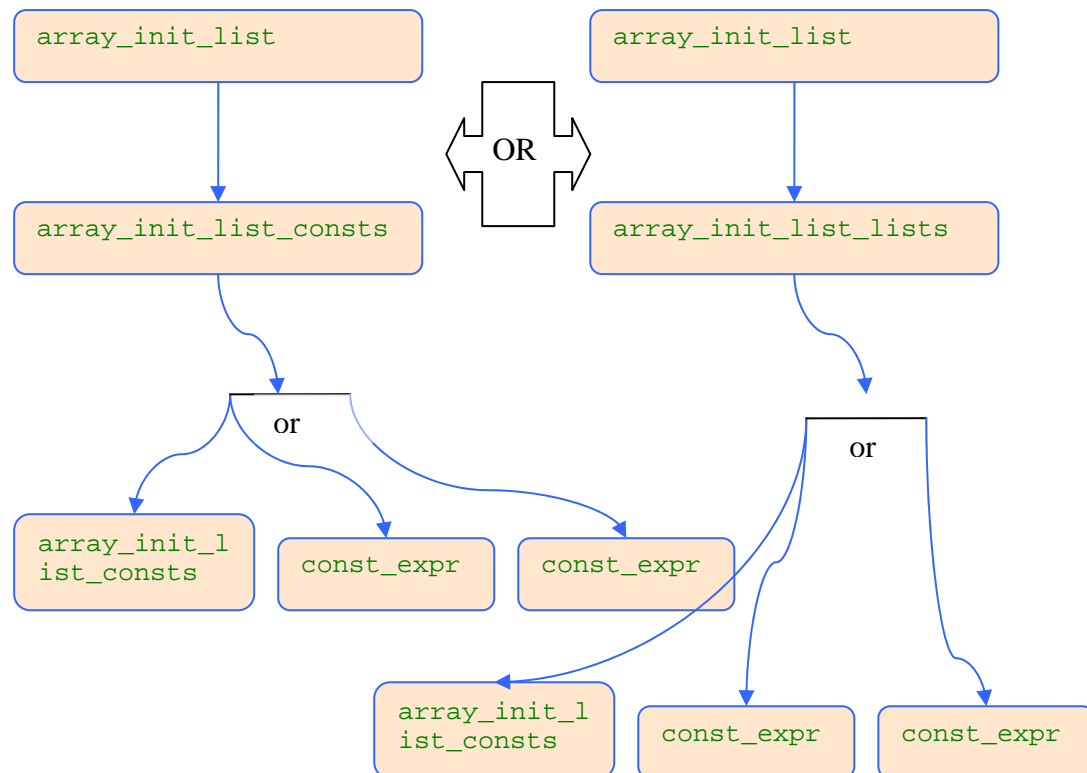 array_init_list
array_init_list
OR
array_init_list_consts
array_init_list_lists
or
or
array_init_l
ist_consts
const_expr
const_expr
array_init_l
ist_consts
const_expr
const_expr